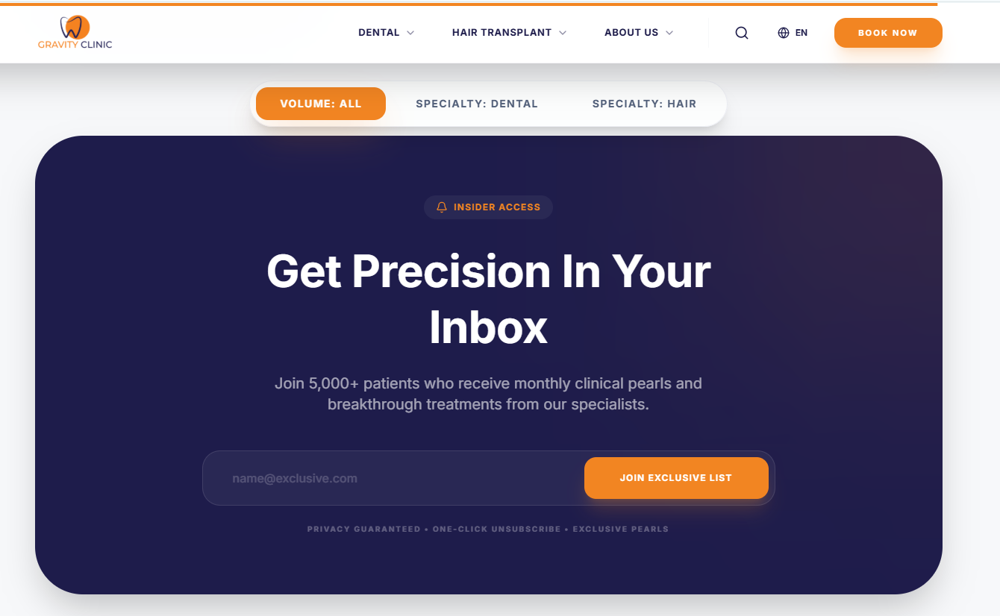 GRAVITY CLINIC
DENTAL
HAIR TRANSPLANT
ABOUT US
EN
BOOK NOW
VOLUME: ALL
SPECIALTY: DENTAL
SPECIALTY: HAIR
INSIDER ACCESS
Get Precision In Your
Inbox
Join 5,000+ patients who receive monthly clinical pearls and
breakthrough treatments from our specialists.
name@exclusive.com
JOIN EXCLUSIVE LIST
PRIVACY GUARANTEED • ONE-CLICK UNSUBSCRIBE • EXCLUSIVE PEARLS